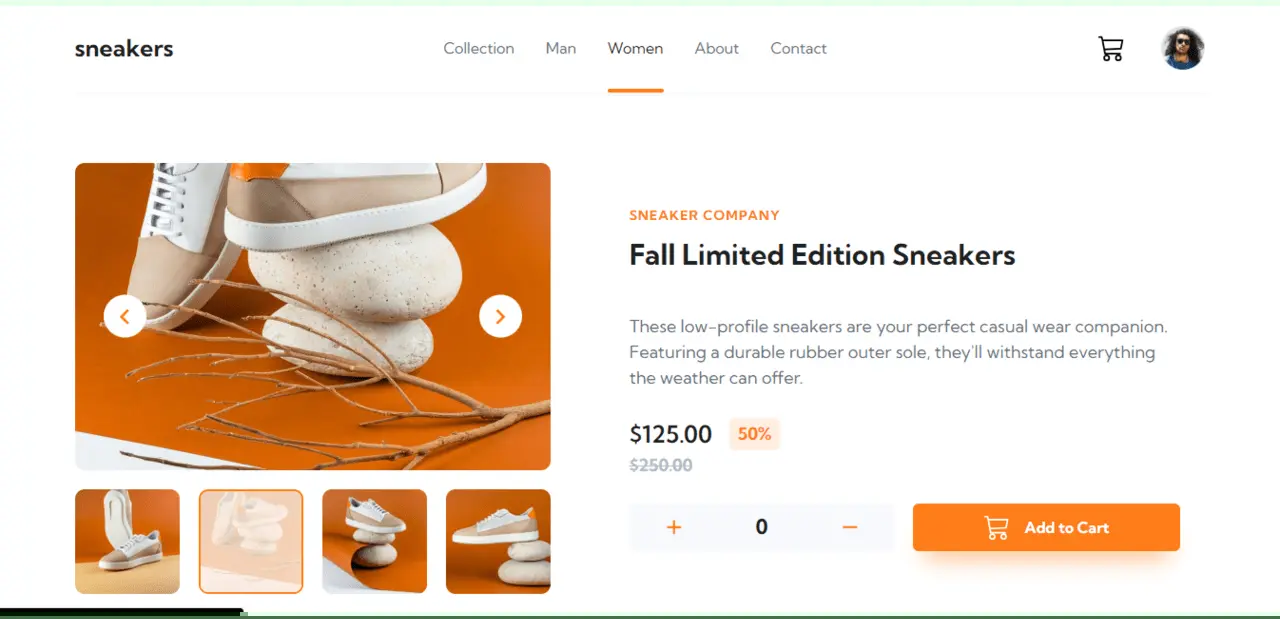 sneakers
Collection Man Women About Contact
SNEAKER COMPANY
Fall Limited Edition Sneakers
These low-profile sneakers are your perfect casual wear companion.
Featuring a durable rubber outer sole, they'll withstand everything
the weather can offer.
$125.00 50%
$250.00
+ 0 −
Add to Cart